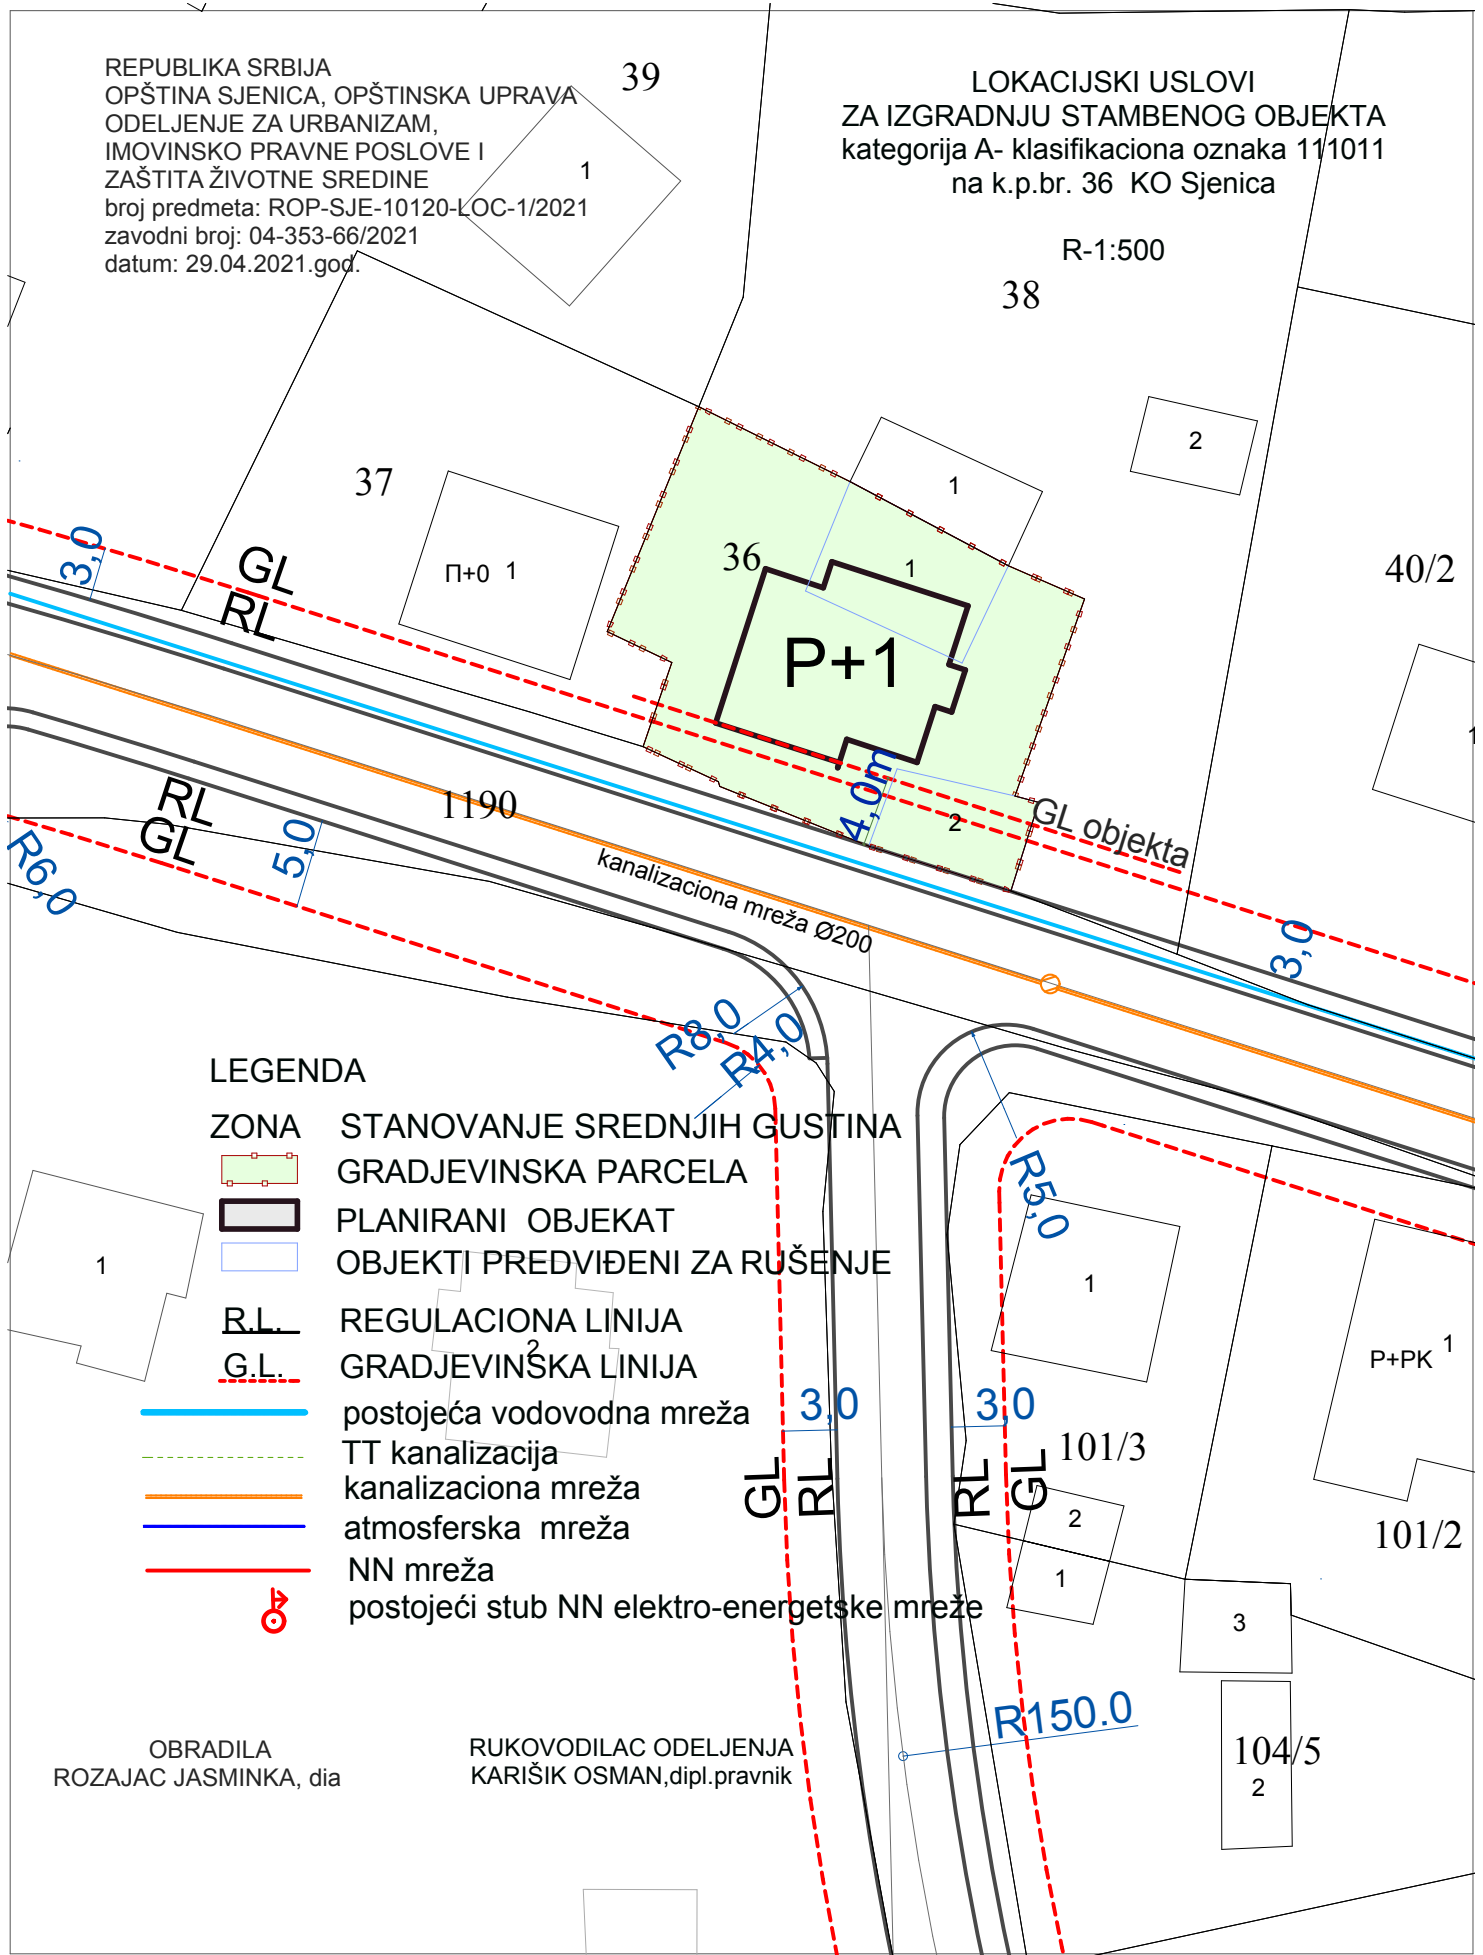 REPUBLIKA SRBIJA
OPŠTINA SJENICA, OPŠTINSKA UPRAVA
ODELJENJE ZA URBANIZAM,
IMOVINSKO PRAVNE POSLOVE I
ZAŠTITA ŽIVOTNE SREDINE
broj predmeta: ROP-SJE-10120-LOC-1/2021
zavodni broj: 04-353-66/2021
datum: 29.04.2021.god.
LOKACIJSKI USLOVI
ZA IZGRADNJU STAMBENOG OBJEKTA
kategorija A- klasifikaciona oznaka 111011
na k.p.br. 36 KO Sjenica
R-1:500
39
1
38
2
1
37
П+0 1
36
1
P+1
40/2
1
3,0
GL
RL
RL
GL
1190
5,0
R6,0
4,0m
2
GL objekta
kanalizaciona mreža Ø200
3,0
R8,0
R4,0
R5,0
LEGENDA
ZONA STANOVANJE SREDNJIH GUSTINA
GRADJEVINSKA PARCELA
PLANIRANI OBJEKAT
OBJEKTI PREDVIĐENI ZA RUŠENJE
R.L. REGULACIONA LINIJA
G.L. GRADJEVINSKA LINIJA
postojeća vodovodna mreža
TT kanalizacija
kanalizaciona mreža
atmosferska mreža
NN mreža
postojeći stub NN elektro-energetske mreže
1
2
1
P+PK 1
3,0
3,0
GL
RL
RL
GL
101/3
2
1
101/2
3
R150.0
104/5
2
OBRADILA
ROZAJAC JASMINKA, dia
RUKOVODILAC ODELJENJA
KARIŠIK OSMAN,dipl.pravnik